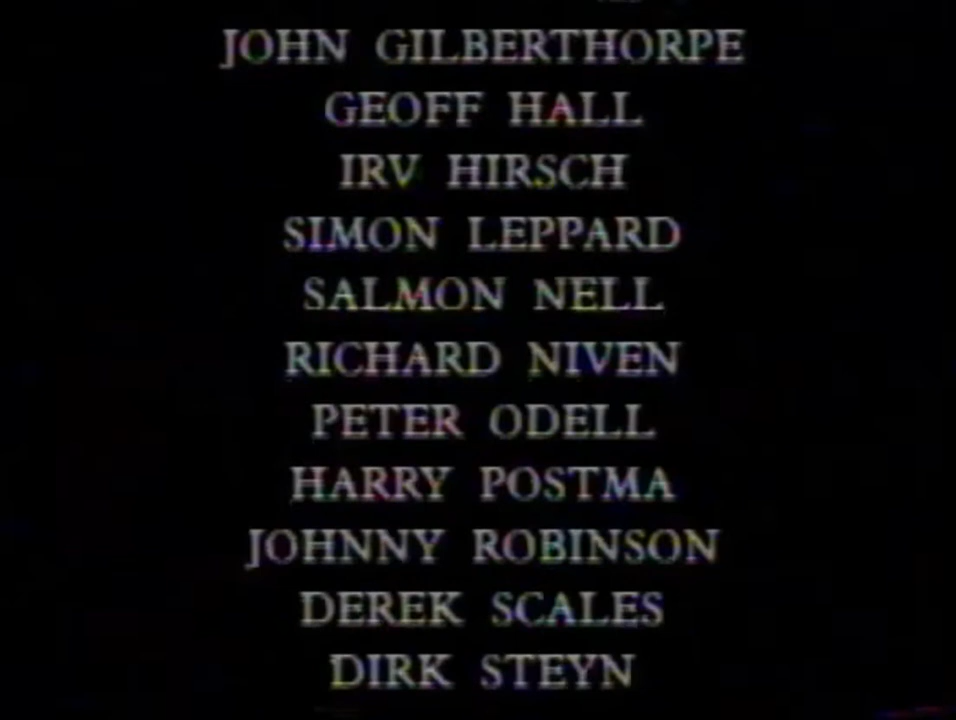 JOHN GILBERTHORPE
GEOFF HALL
IRV HIRSCH
SIMON LEPPARD
SALMON NELL
RICHARD NIVEN
PETER ODELL
HARRY POSTMA
JOHNNY ROBINSON
DEREK SCALES
DIRK STEYN